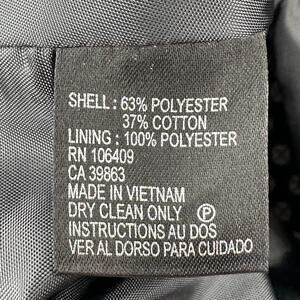 SHELL: 63% POLYESTER
37% COTTON
LINING: 100% POLYESTER
RN 106409
CA 39863
MADE IN VIETNAM
DRY CLEAN ONLY Ⓟ
INSTRUCTIONS AU DOS
VER AL DORSO PARA CUIDADO